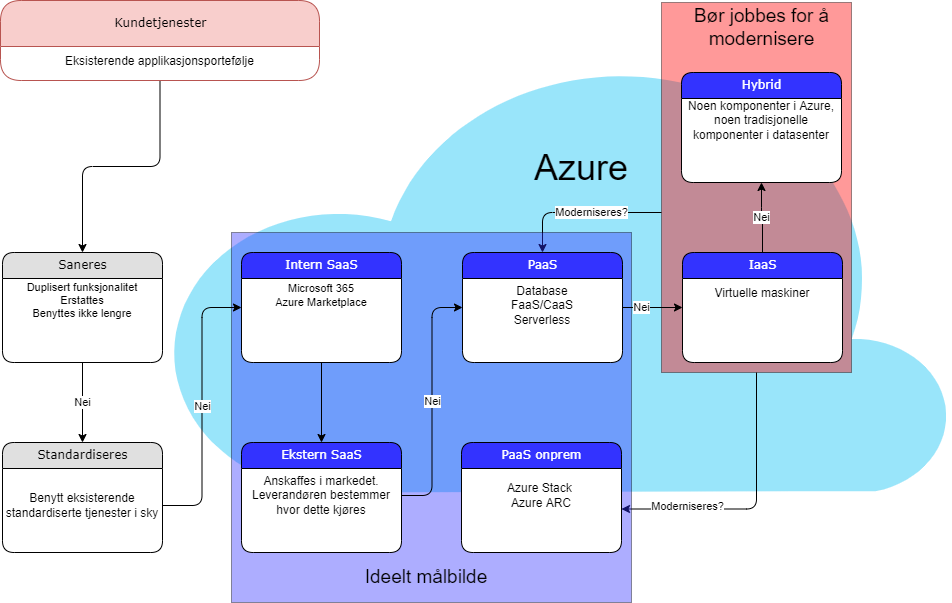 Kundetjenester
Eksisterende applikasjonsportefølje
Bør jobbes for å
modernisere
Hybrid
Noen komponenter i Azure,
noen tradisjonelle
komponenter i datasenter
Azure
Moderniseres?
Nei
Saneres
Duplisert funksjonalitet
Erstattes
Benyttes ikke lengre
Intern SaaS
Microsoft 365
Azure Marketplace
PaaS
Database
FaaS/CaaS
Serverless
Nei
IaaS
Virtuelle maskiner
Nei
Nei
Nei
Standardiseres
Benytt eksisterende
standardiserte tjenester i sky
Ekstern SaaS
Anskaffes i markedet.
Leverandøren bestemmer
hvor dette kjøres
PaaS onprem
Azure Stack
Azure ARC
Moderniseres?
Ideelt målbilde